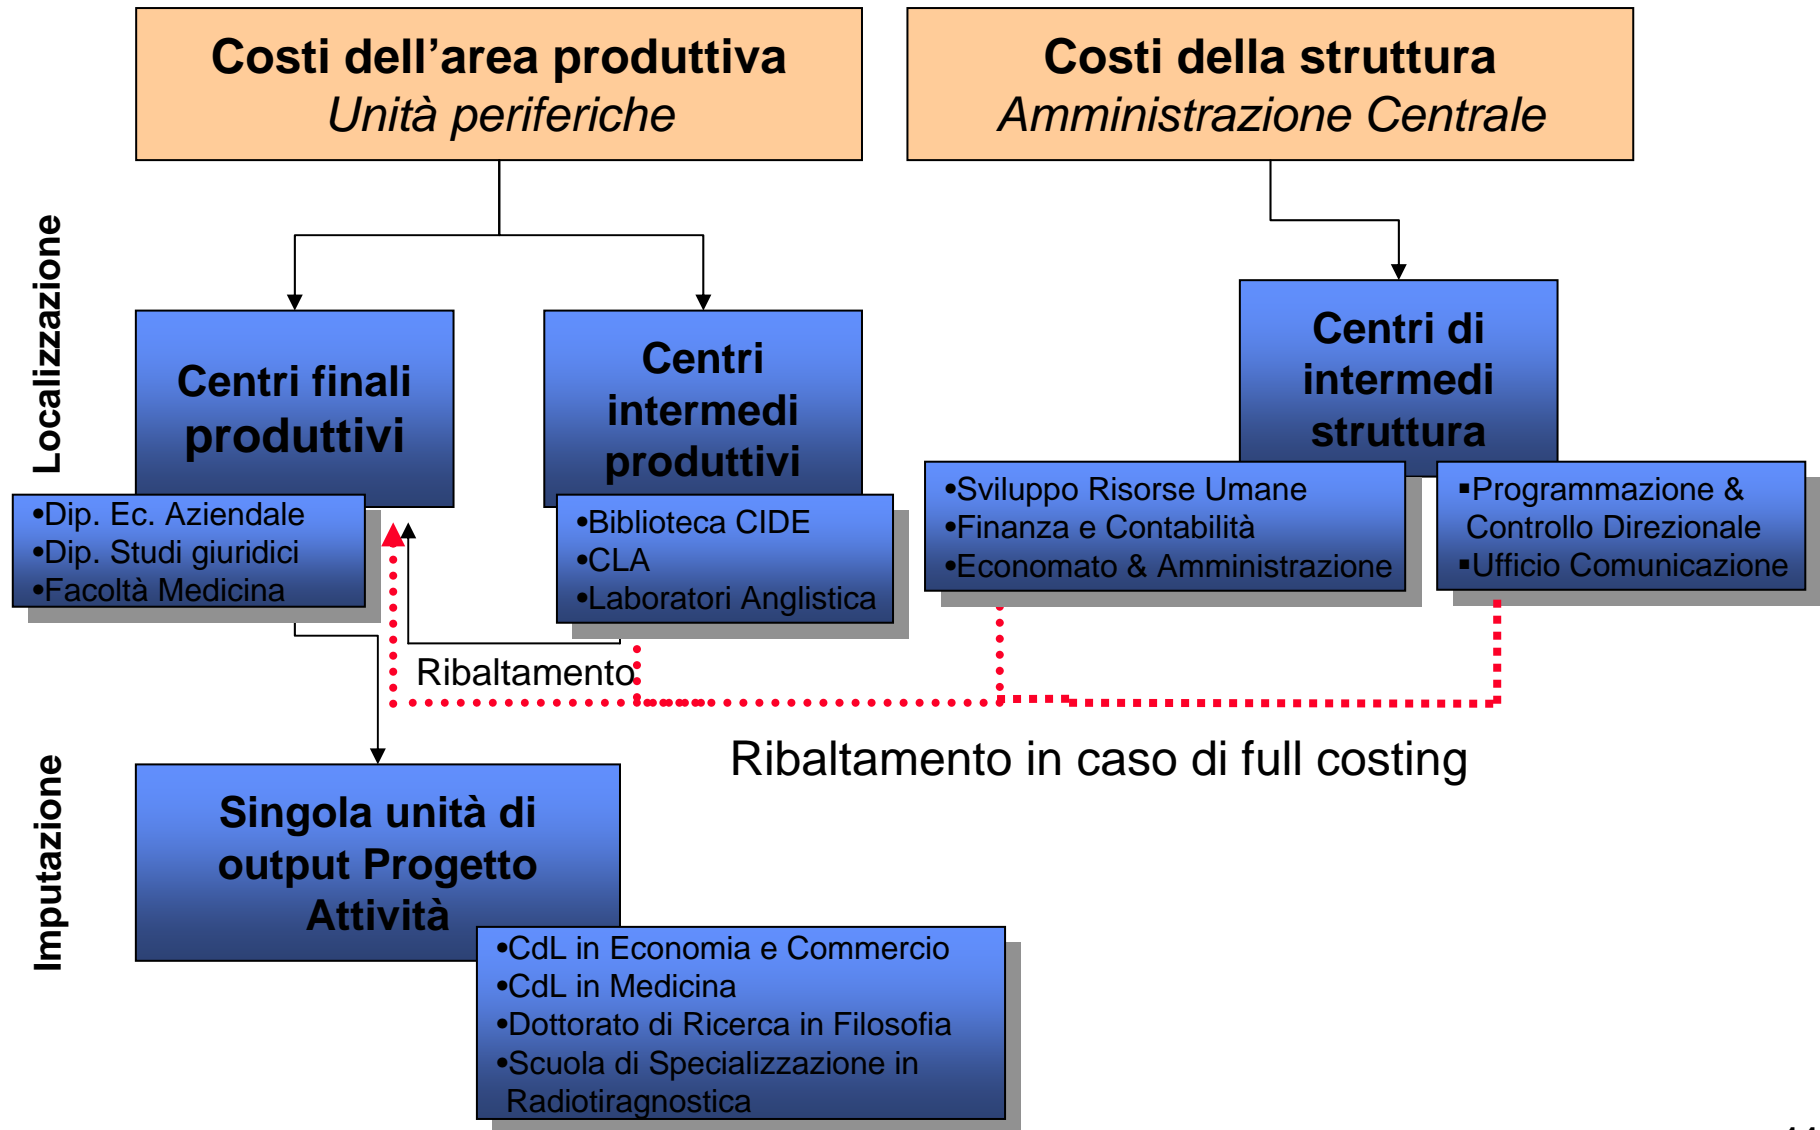 Costi dell’area produttiva
Unità periferiche
Costi della struttura
Amministrazione Centrale
Localizzazione
Centri finali
produttivi
Centri
intermedi
produttivi
Centri di
intermedi
struttura
•Dip. Ec. Aziendale
•Dip. Studi giuridici
•Facoltà Medicina
•Biblioteca CIDE
•CLA
•Laboratori Anglistica
•Sviluppo Risorse Umane
•Finanza e Contabilità
•Economato & Amministrazione
▪Programmazione &
Controllo Direzionale
▪Ufficio Comunicazione
Ribaltamento
Ribaltamento in caso di full costing
Imputazione
Singola unità di
output Progetto
Attività
•CdL in Economia e Commercio
•CdL in Medicina
•Dottorato di Ricerca in Filosofia
•Scuola di Specializzazione in
Radiotiragnostica